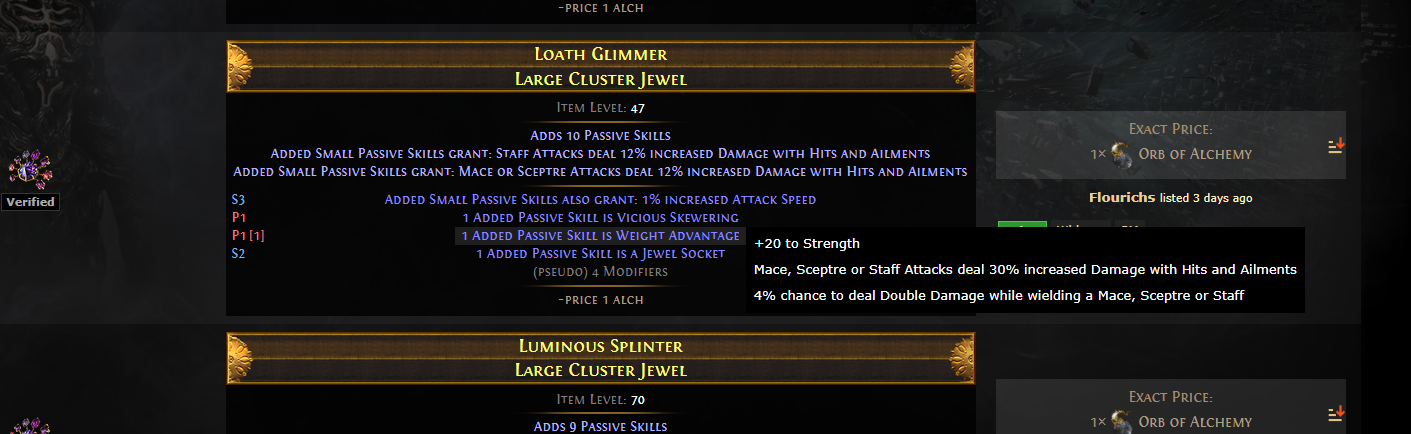 -price 1 alch
Loath Glimmer
Large Cluster Jewel
Item Level: 47
Adds 10 Passive Skills
Added Small Passive Skills grant: Staff Attacks deal 12% increased Damage with Hits and Ailments
Added Small Passive Skills grant: Mace or Sceptre Attacks deal 12% increased Damage with Hits and Ailments
S3 Added Small Passive Skills also grant: 1% increased Attack Speed
P1 1 Added Passive Skill is Vicious Skewering
P1 [1] 1 Added Passive Skill is Weight Advantage
S2 1 Added Passive Skill is a Jewel Socket
(pseudo) 4 Modifiers
-price 1 alch
Verified
Exact Price:
1× Orb of Alchemy
Flourichs listed 3 days ago
+20 to Strength
Mace, Sceptre or Staff Attacks deal 30% increased Damage with Hits and Ailments
4% chance to deal Double Damage while wielding a Mace, Sceptre or Staff
Luminous Splinter
Large Cluster Jewel
Item Level: 70
Adds 9 Passive Skills
Exact Price:
1× Orb of Alchemy